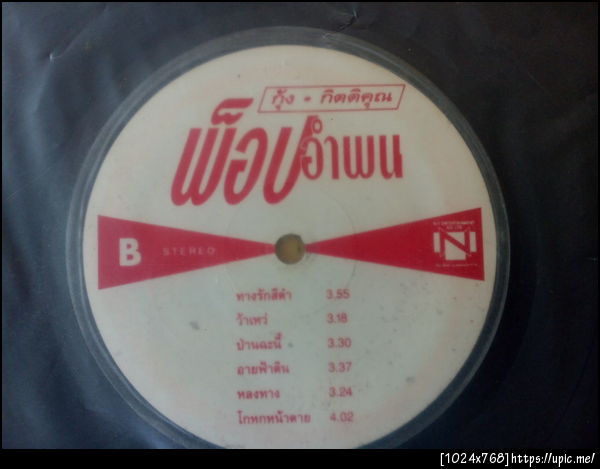 กุ้ง - กิตติคุณ
พ็อปอำพน
B STEREO
N
ทางรักสีดำ 3.55
ว้าเหว่ 3.18
ป่านฉะนี้ 3.30
อายฟ้าดิน 3.37
หลงทาง 3.24
โกหกหน้าตาย 4.02
[1024x768]https://upic.me/